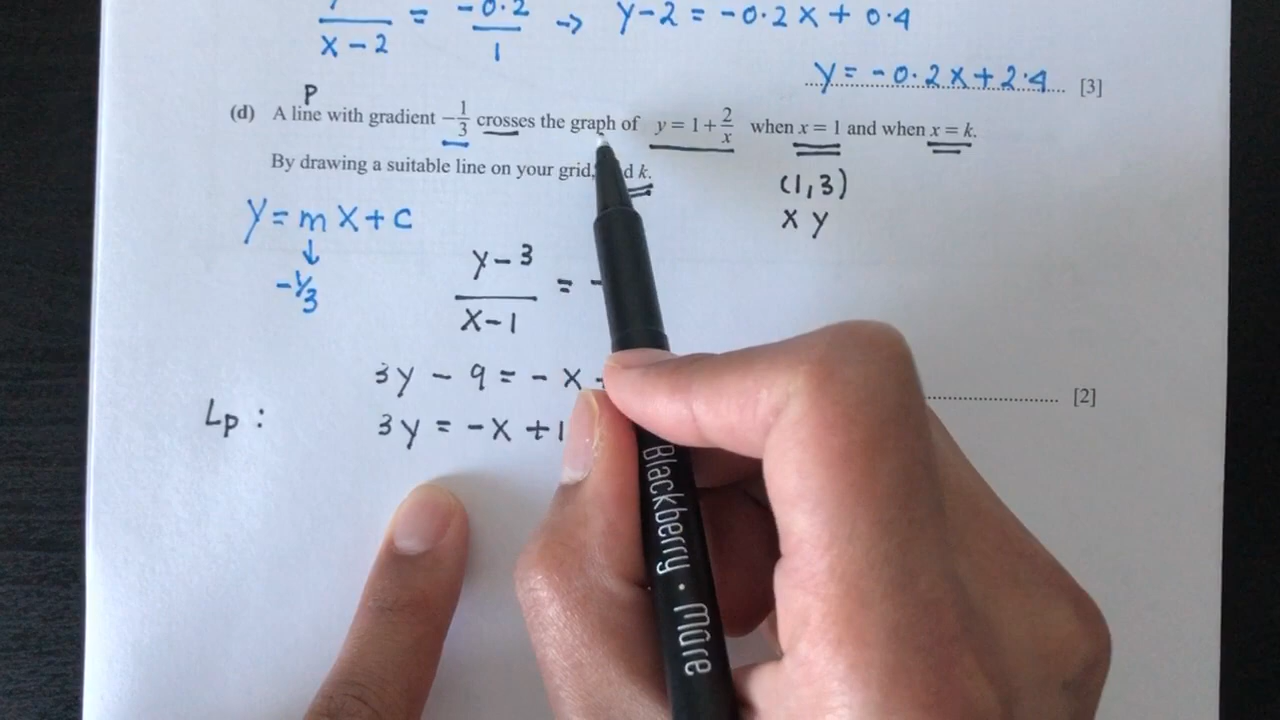 x - 2 = -0.2 / 1 → y-2 = -0.2x + 0.4
y = -0.2x+2.4 [3]
P
(d) A line with gradient -1/3 crosses the graph of y = 1 + 2/x when x = 1 and when x = k.
By drawing a suitable line on your grid, d k.
(1,3)
x y
y = mx+c
↓
-1/3
y-3 / x-1 = -
3y - 9 = -x
[2]
Lp : 3y = -x +1
Blackberry · More